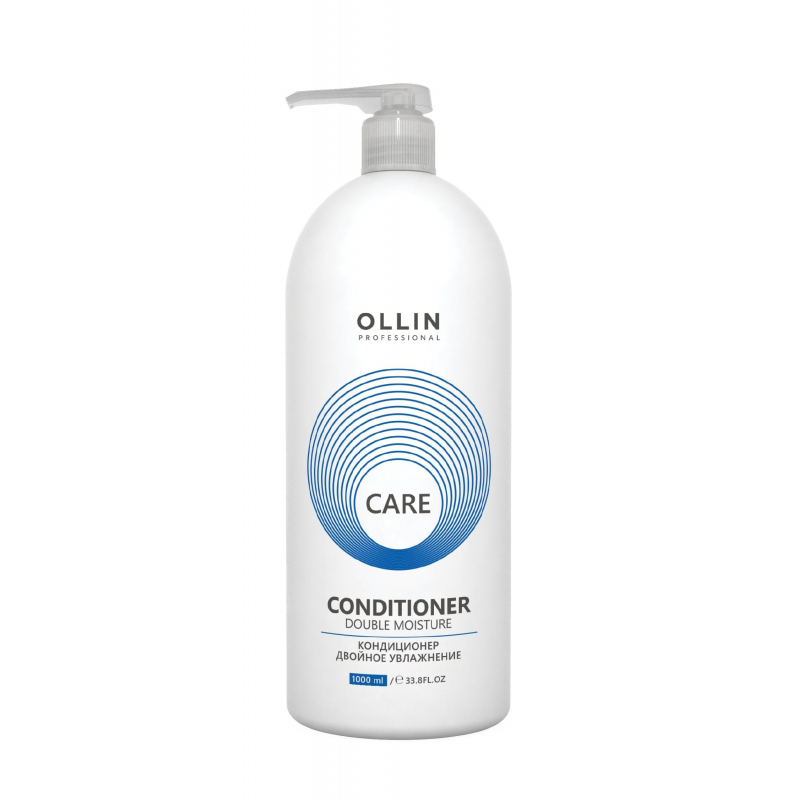 OLLIN
PROFESSIONAL
CARE
CONDITIONER
DOUBLE MOISTURE
КОНДИЦИОНЕР
ДВОЙНОЕ УВЛАЖНЕНИЕ
1000 ml / ℮ 33.8FL.OZ